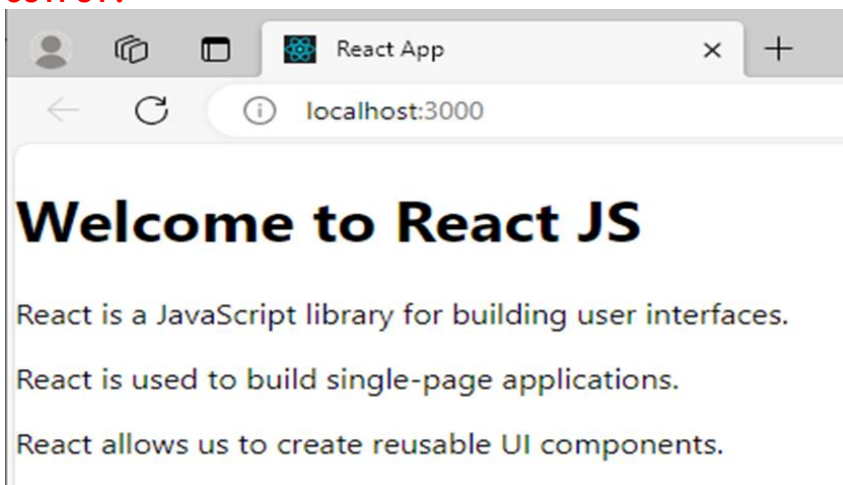 OUTPUT:
React App
localhost:3000
Welcome to React JS
React is a JavaScript library for building user interfaces.
React is used to build single-page applications.
React allows us to create reusable UI components.